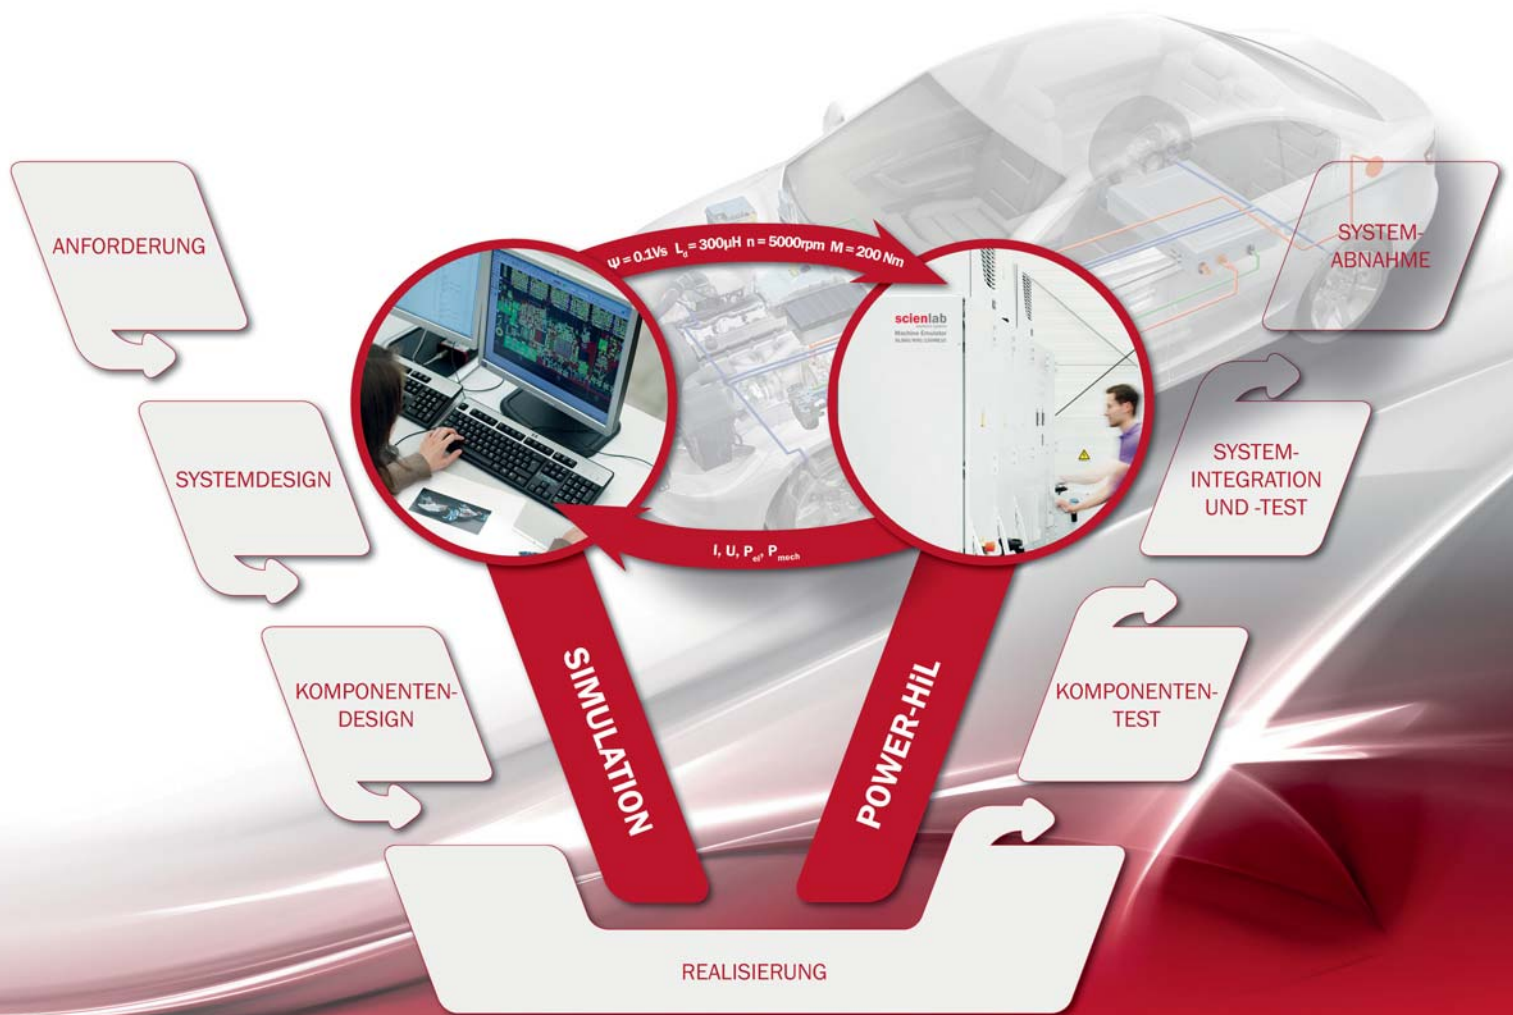 ANFORDERUNG
SYSTEMDESIGN
KOMPONENTEN-
DESIGN
REALISIERUNG
KOMPONENTEN-
TEST
SYSTEM-
INTEGRATION
UND -TEST
SYSTEM-
ABNAHME
Ψ = 0.1Vs L_d = 300µH n = 5000rpm M = 200 Nm
I, U, P_el, P_mech
SIMULATION
POWER-HiL
scienlab
Machine Emulator